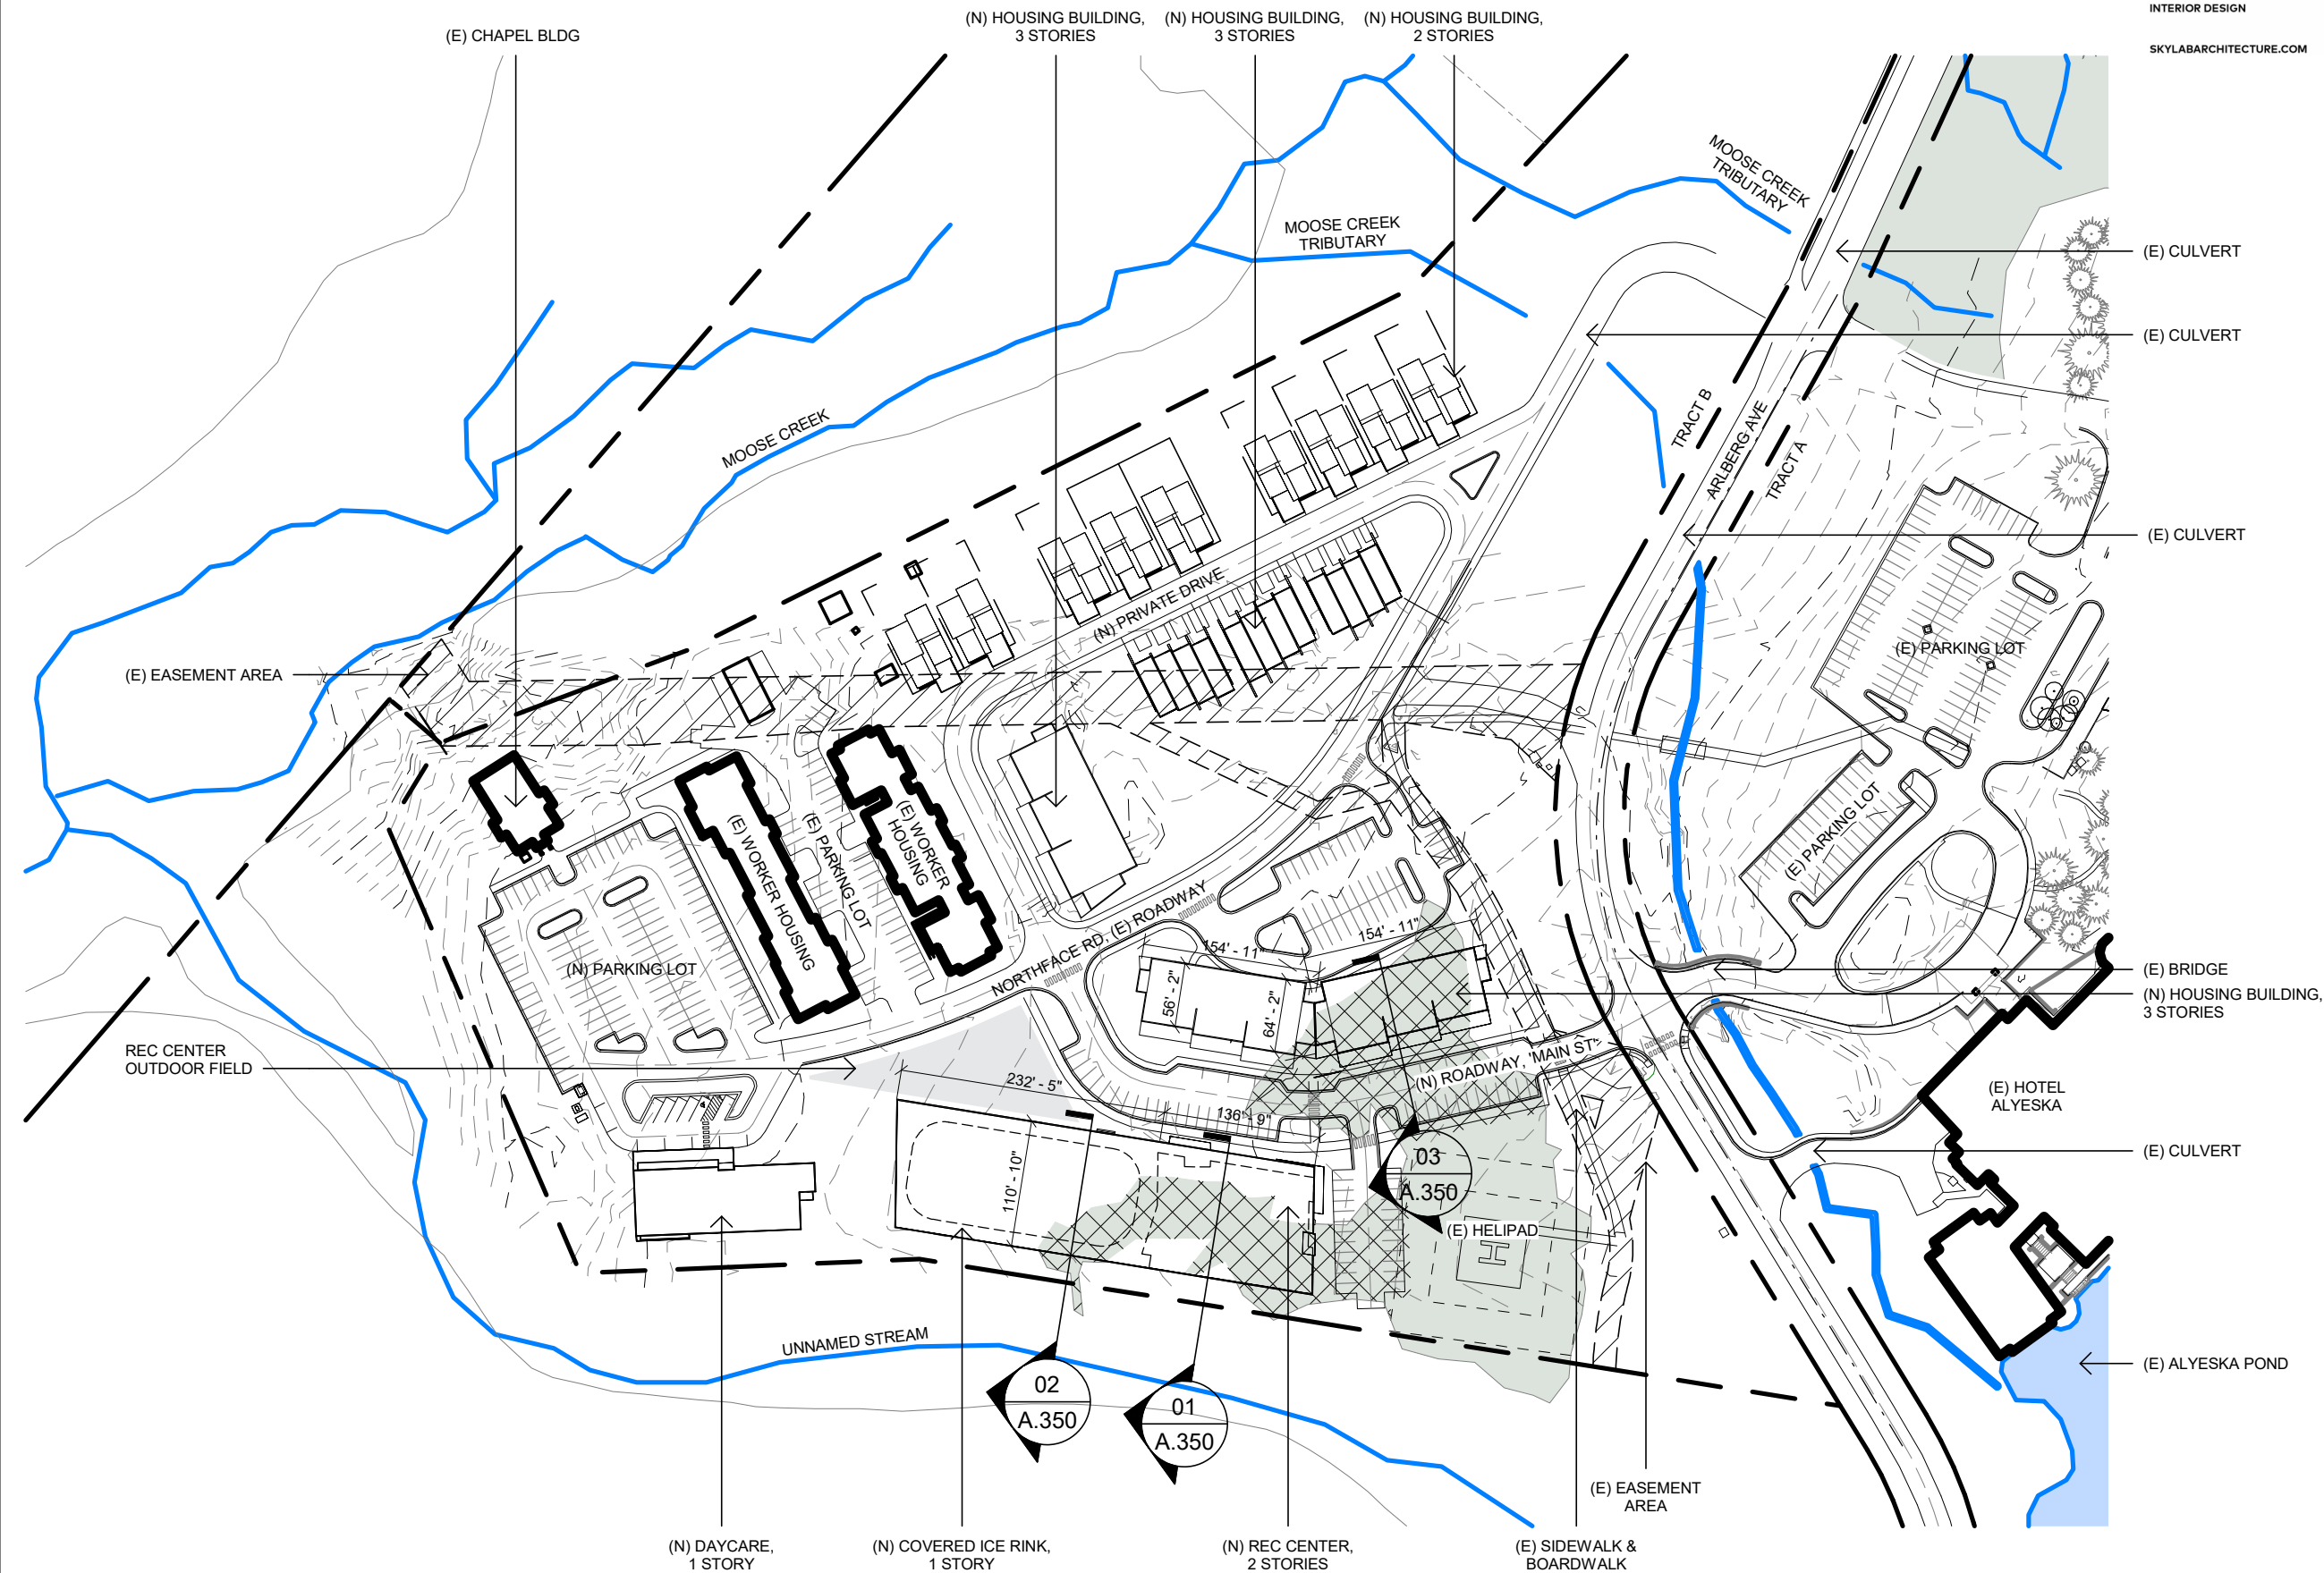 INTERIOR DESIGN
SKYLABARCHITECTURE.COM
(E) CHAPEL BLDG
(N) HOUSING BUILDING,
3 STORIES
(N) HOUSING BUILDING,
3 STORIES
(N) HOUSING BUILDING,
2 STORIES
MOOSE CREEK
TRIBUTARY
MOOSE CREEK
TRIBUTARY
(E) CULVERT
(E) CULVERT
MOOSE CREEK
TRACT B
ARLBERG AVE
TRACT A
(E) CULVERT
(N) PRIVATE DRIVE
(E) PARKING LOT
(E) EASEMENT AREA
(E) WORKER HOUSING
(E) PARKING LOT
(E) WORKER
HOUSING
(E) PARKING LOT
NORTHFACE RD, (E) ROADWAY
154' - 11"
154' - 11"
56' - 2"
64' - 2"
(N) PARKING LOT
(E) BRIDGE
(N) HOUSING BUILDING,
3 STORIES
REC CENTER
OUTDOOR FIELD
(N) ROADWAY, 'MAIN ST"
232' - 5"
136' - 9"
110' - 10"
(E) HOTEL
ALYESKA
(E) CULVERT
03
A.350
(E) HELIPAD
UNNAMED STREAM
02
A.350
01
A.350
(E) ALYESKA POND
(E) EASEMENT
AREA
(N) DAYCARE,
1 STORY
(N) COVERED ICE RINK,
1 STORY
(N) REC CENTER,
2 STORIES
(E) SIDEWALK &
BOARDWALK